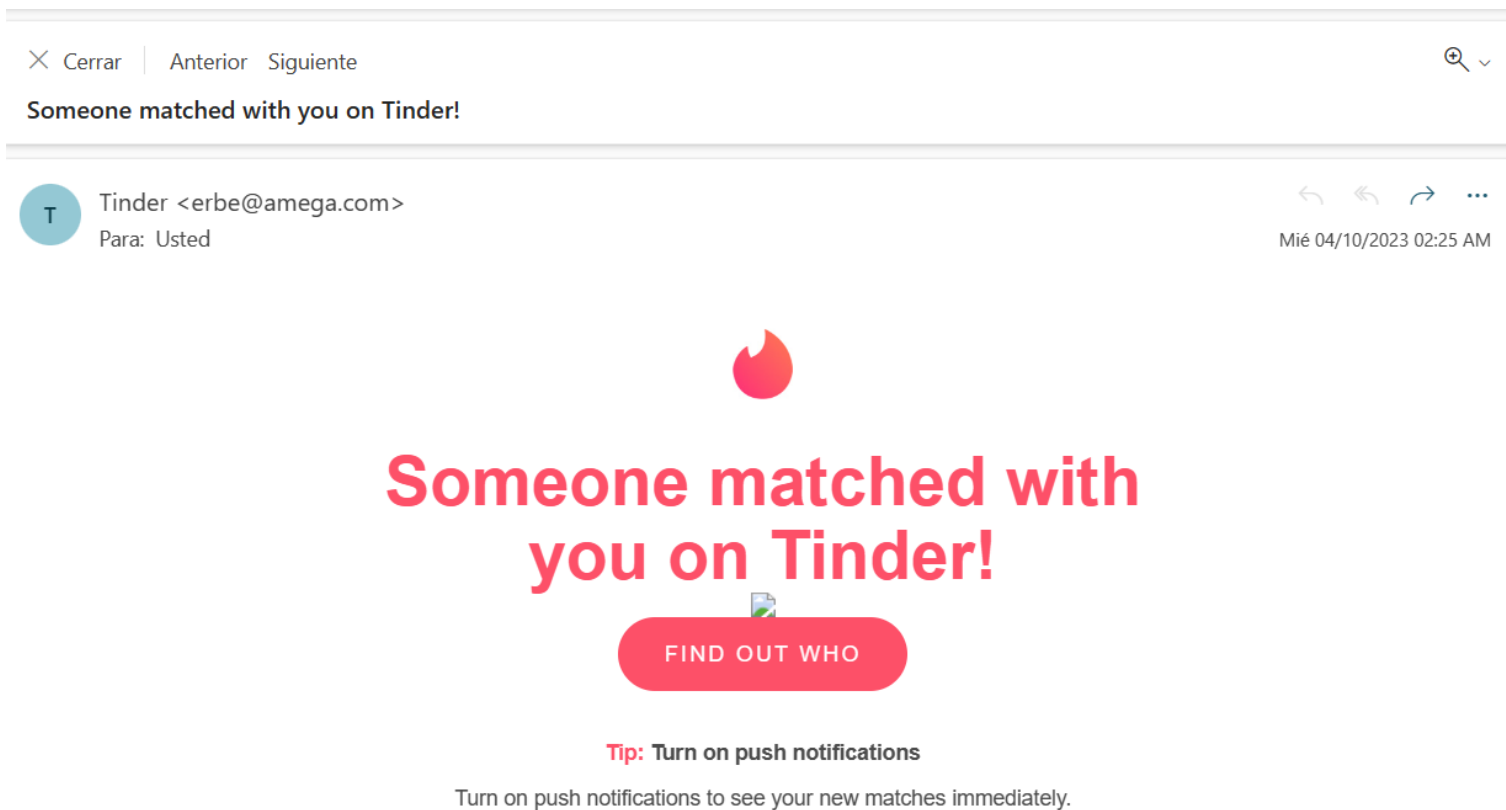 Cerrar Anterior Siguiente
Someone matched with you on Tinder!
T
Tinder <erbe@amega.com>
Para: Usted
Mié 04/10/2023 02:25 AM
Someone matched with
you on Tinder!
FIND OUT WHO
Tip: Turn on push notifications
Turn on push notifications to see your new matches immediately.